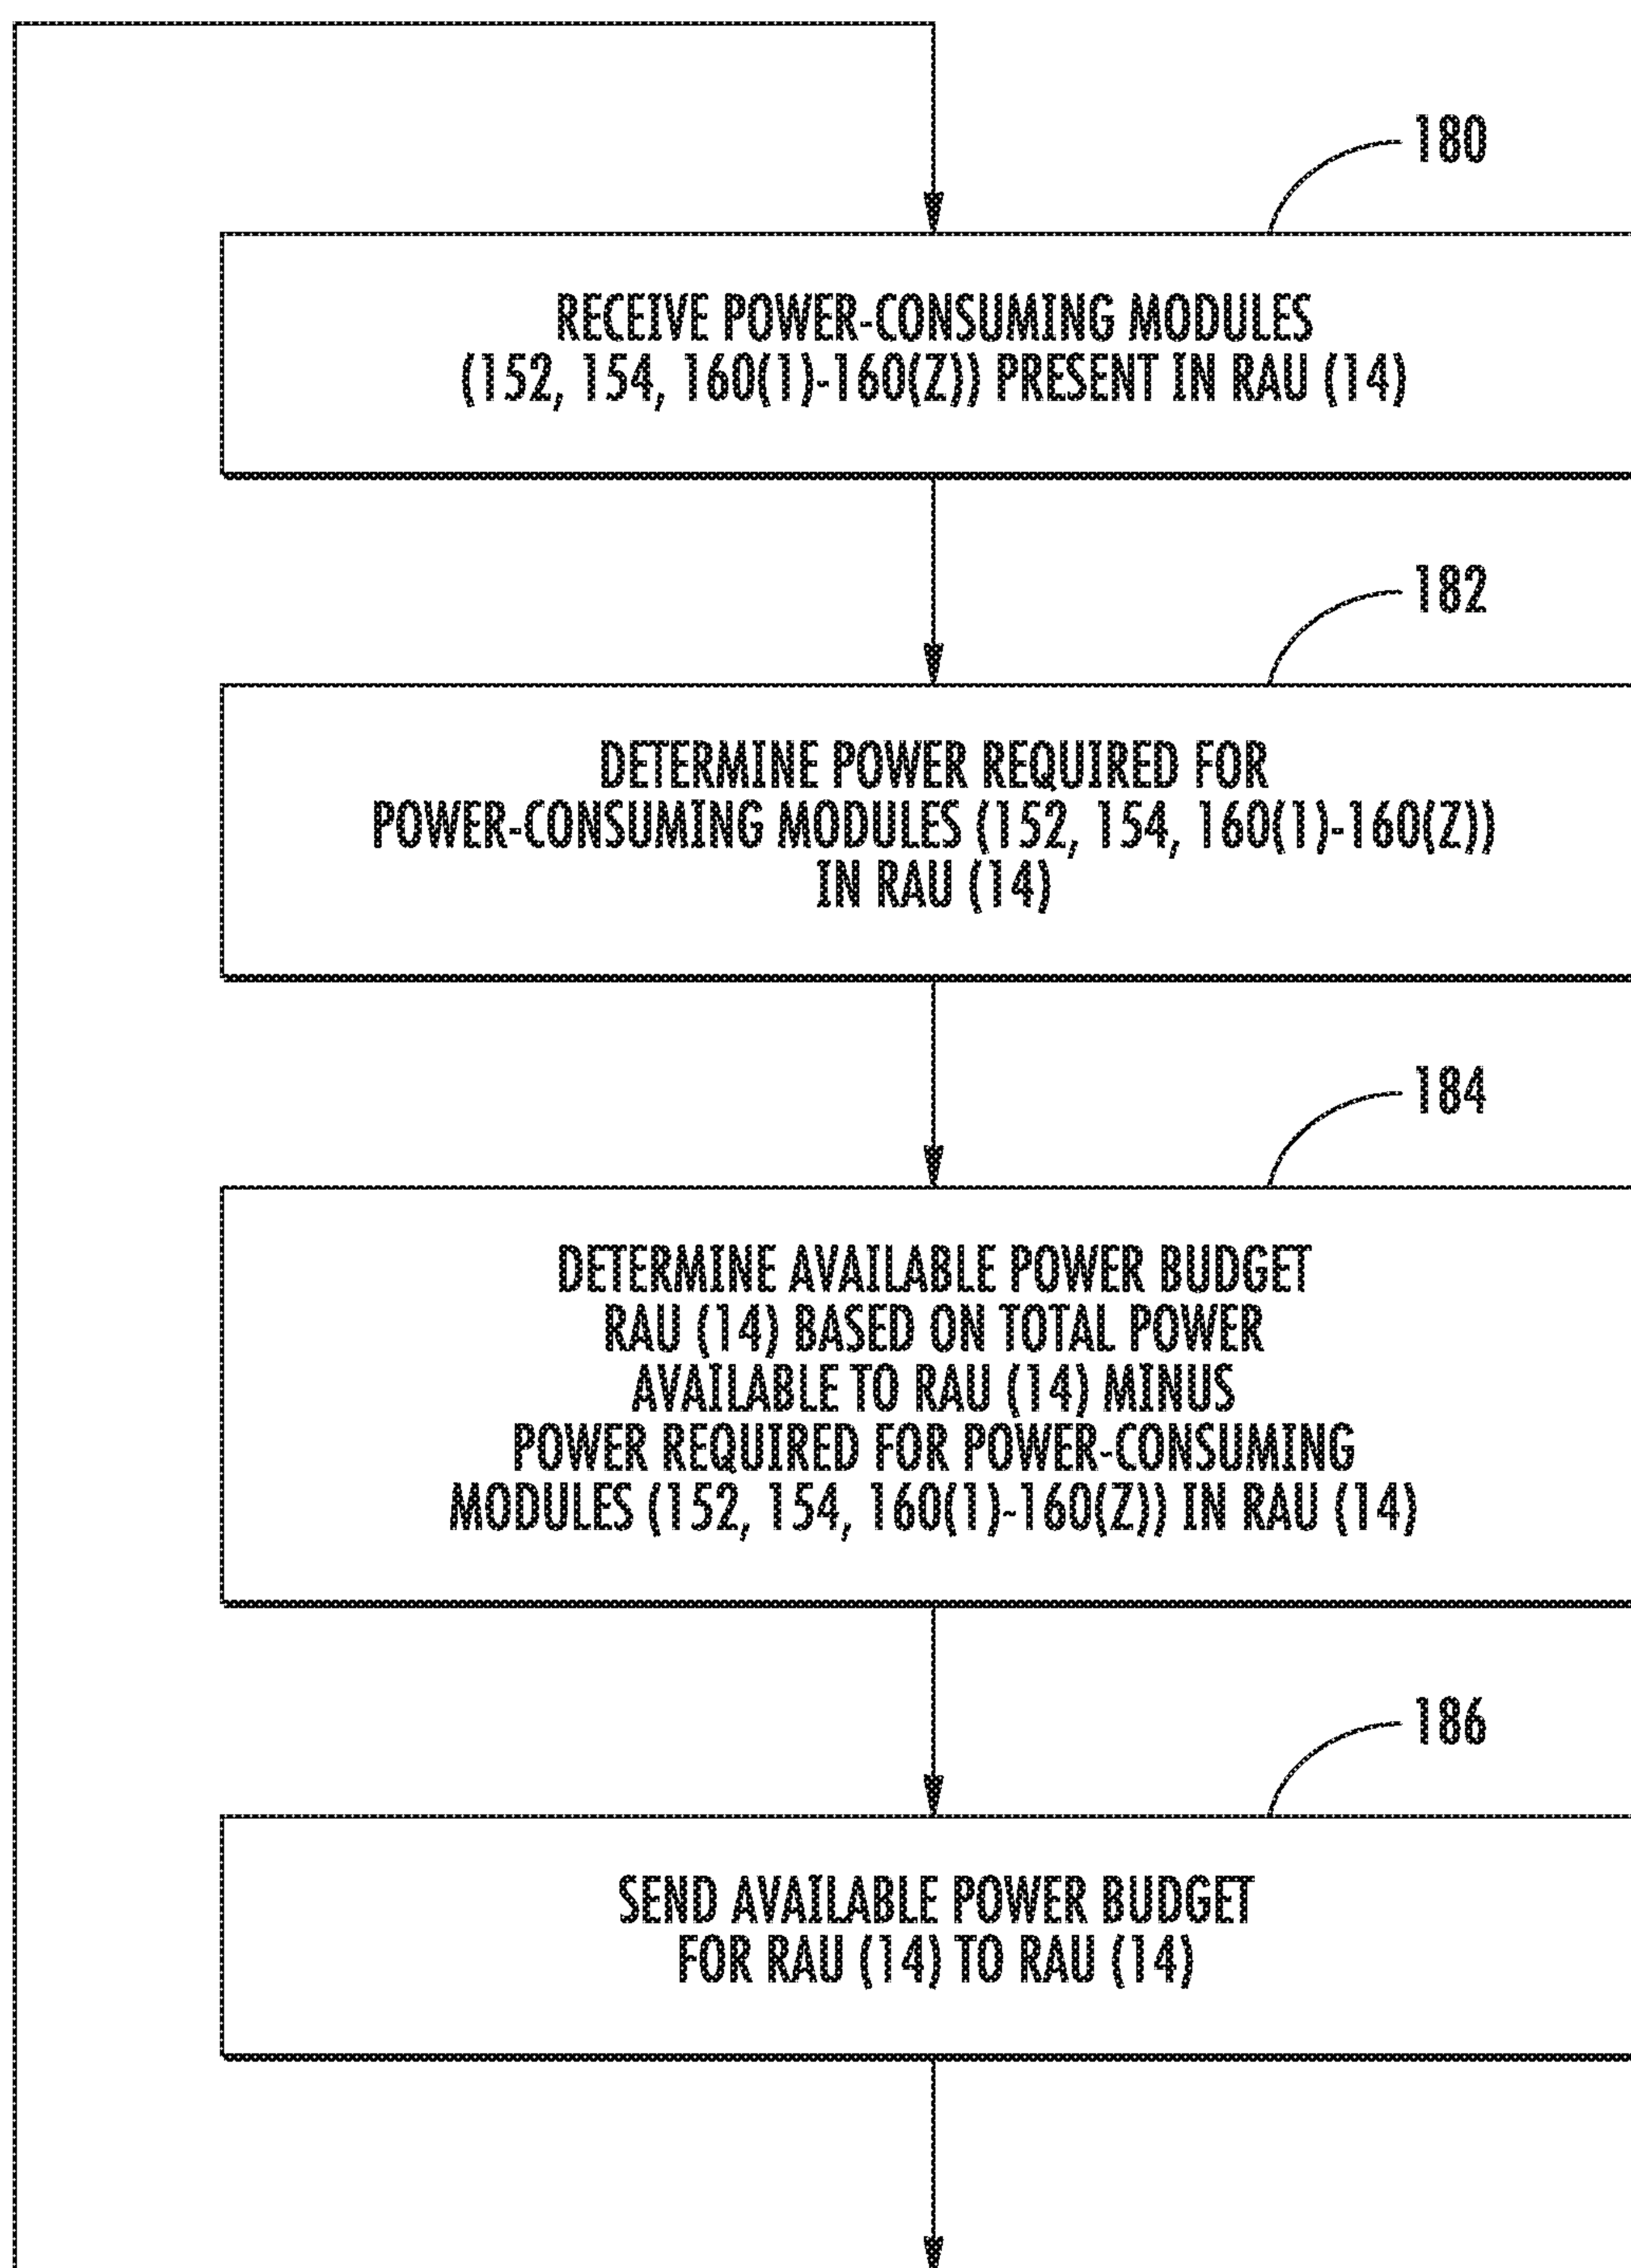 180
RECEIVE POWER-CONSUMING MODULES
(152, 154, 160(1)-160(Z)) PRESENT IN RAU (14)
182
DETERMINE POWER REQUIRED FOR
POWER-CONSUMING MODULES (152, 154, 160(1)-160(Z))
IN RAU (14)
184
DETERMINE AVAILABLE POWER BUDGET
RAU (14) BASED ON TOTAL POWER
AVAILABLE TO RAU (14) MINUS
POWER REQUIRED FOR POWER-CONSUMING
MODULES (152, 154, 160(1)-160(Z)) IN RAU (14)
186
SEND AVAILABLE POWER BUDGET
FOR RAU (14) TO RAU (14)